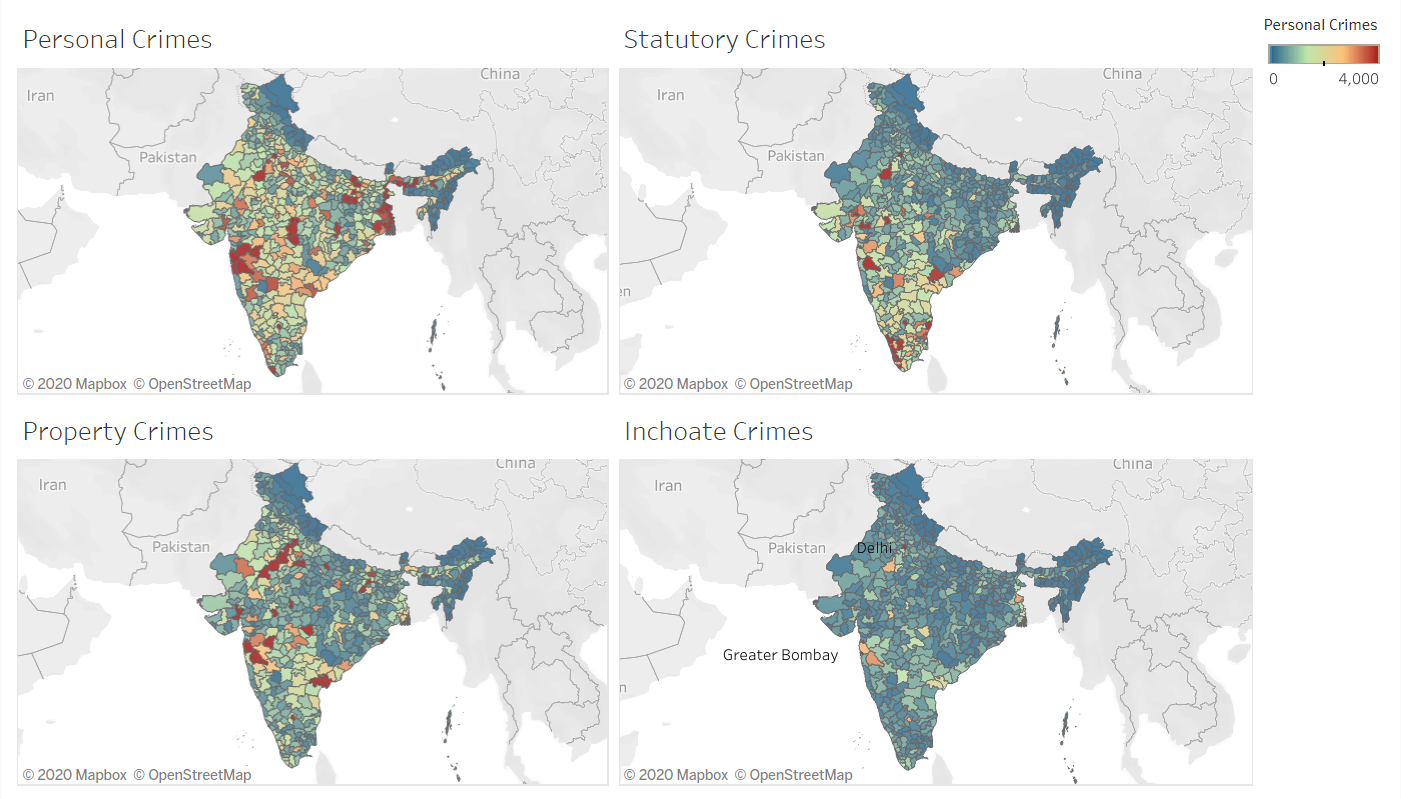 Personal Crimes
Statutory Crimes
Personal Crimes
0
4,000
China
Iran
Pakistan
© 2020 Mapbox © OpenStreetMap
China
Iran
Pakistan
en
© 2020 Mapbox © OpenStreetMap
Property Crimes
Inchoate Crimes
China
Iran
Pakistan
© 2020 Mapbox © OpenStreetMap
China
Iran
Pakistan
Delhi
Greater Bombay
n
© 2020 Mapbox © OpenStreetMap